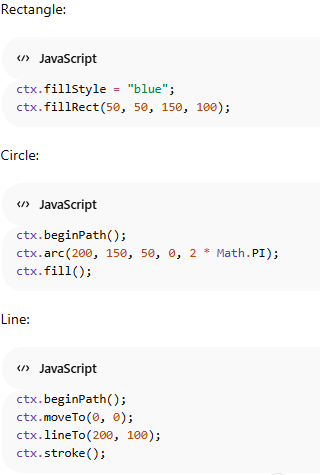 Rectangle:
</> JavaScript
ctx.fillStyle = "blue";
ctx.fillRect(50, 50, 150, 100);
Circle:
</> JavaScript
ctx.beginPath();
ctx.arc(200, 150, 50, 0, 2 * Math.PI);
ctx.fill();
Line:
</> JavaScript
ctx.beginPath();
ctx.moveTo(0, 0);
ctx.lineTo(200, 100);
ctx.stroke();